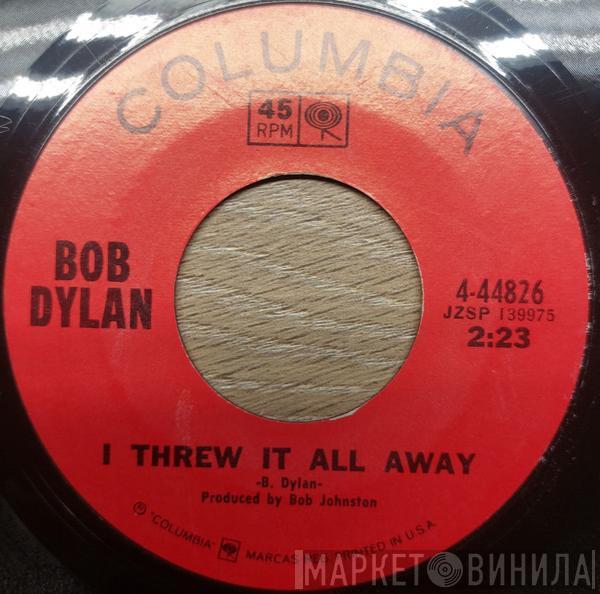 COLUMBIA
45
RPM
BOB
DYLAN
4-44826
JZSP 139975
2:23
I THREW IT ALL AWAY
-B. Dylan-
Produced by Bob Johnston
® "COLUMBIA" MARCAS REG. PRINTED IN U.S.A.
МАРКЕТ ВИНИЛА